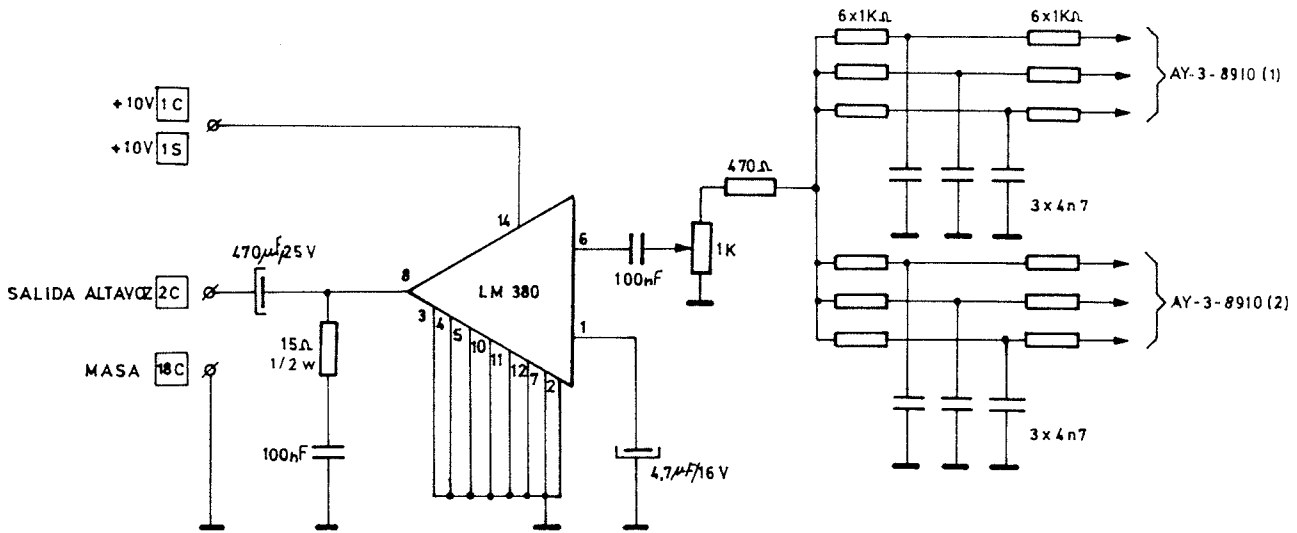 6x1KΩ
6x1KΩ
AY-3-8910 (1)
+10V 1C
+10V 1S
470Ω
3x4n7
14
6
1K
100nF
470µF/25V
8
LM 380
SALIDA ALTAVOZ 2C
3
4
5
10
11
12
7
2
1
AY-3-8910 (2)
15Ω
1/2 w
MASA 18C
100nF
3x4n7
4,7µF/16V